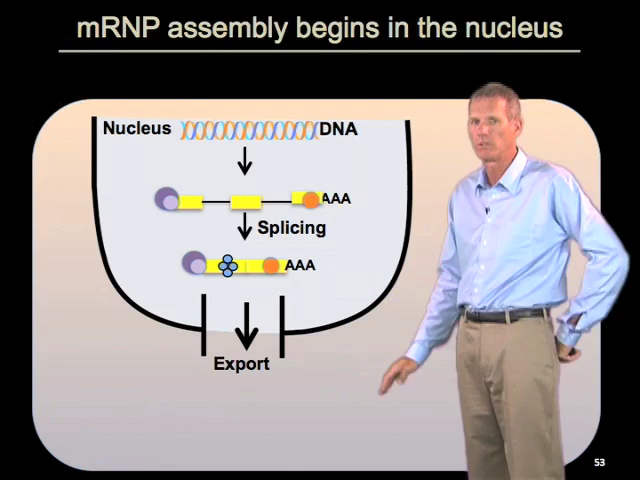 mRNP assembly begins in the nucleus
Nucleus DNA
AAA
Splicing
AAA
Export
53